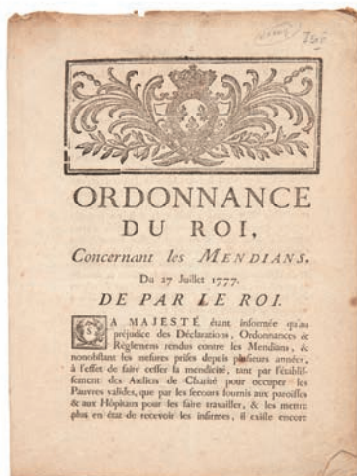 ORDONNANCE
DU ROI,
Concernant les MENDIANS.
Du 27 Juillet 1777.
DE PAR LE ROI.
SA MAJESTÉ étant informée qu'au
préjudice des Déclarations, Ordonnances &
Réglemens rendus contre les Mendians, &
nonobstant les mesures prises depuis plusieurs années,
à l'effet de faire cesser la mendicité, tant par l'établis-
sement des Ateliers de Charité pour occuper les
Pauvres valides, que par les secours fournis aux paroisses
& aux Hôpitaux pour les faire travailler, & les mettre
plus en état de recevoir les infirmes, il existe encore